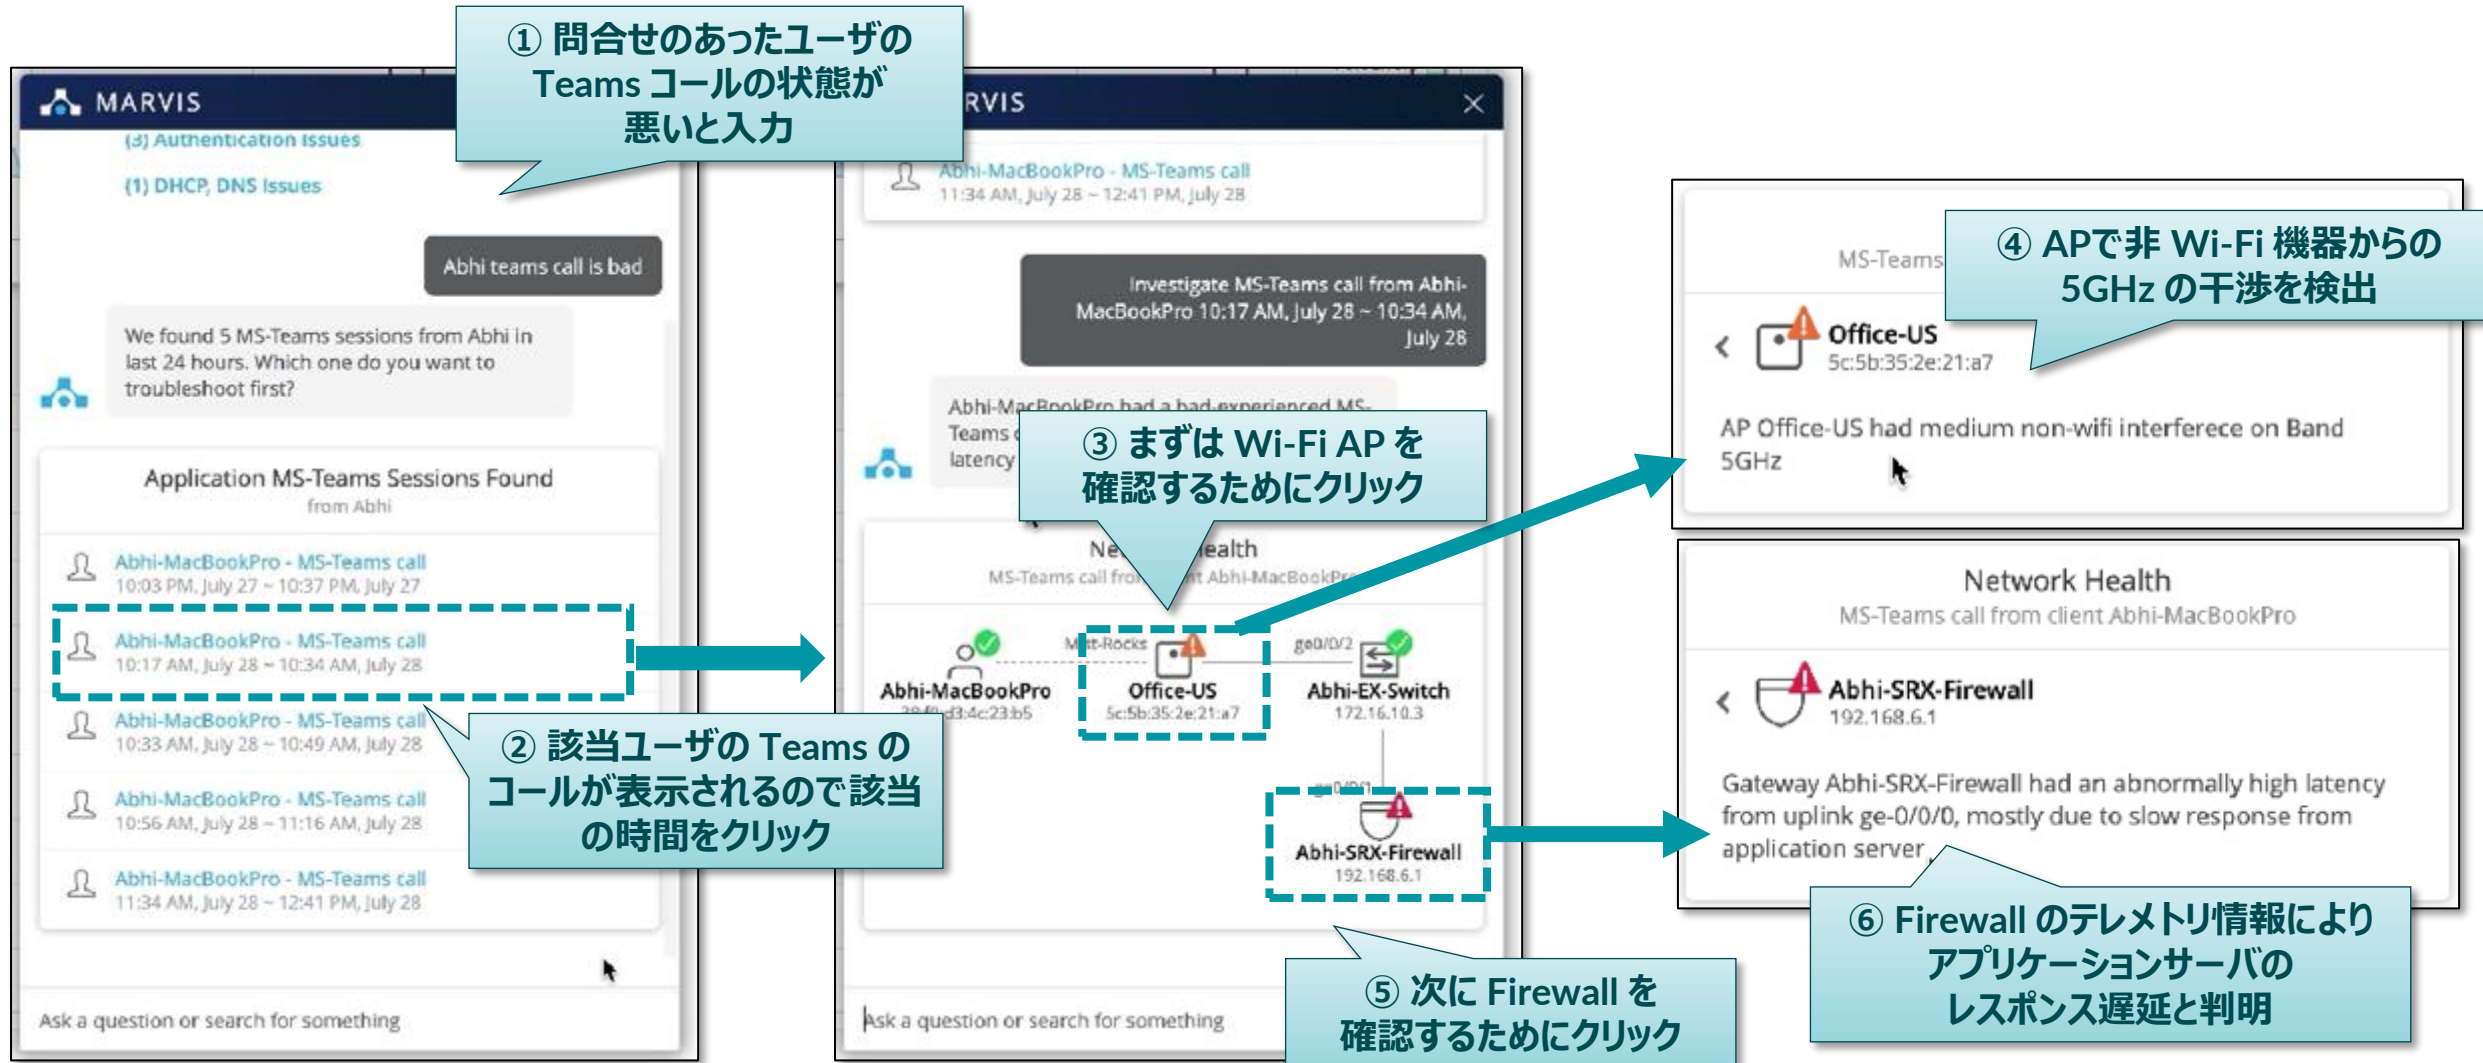 ① 問合せのあったユーザの
Teams コールの状態が
悪いと入力
MARVIS
(3) Authentication Issues
(1) DHCP, DNS Issues
Abhi teams call is bad
We found 5 MS-Teams sessions from Abhi in
last 24 hours. Which one do you want to
troubleshoot first?
Application MS-Teams Sessions Found
from Abhi
Abhi-MacBookPro - MS-Teams call
10:03 PM, July 27 ~ 10:37 PM, July 27
Abhi-MacBookPro - MS-Teams call
10:17 AM, July 28 ~ 10:34 AM, July 28
Abhi-MacBookPro - MS-Teams call
10:33 AM, July 28 ~ 10:49 AM, July 28
Abhi-MacBookPro - MS-Teams call
10:56 AM, July 28 ~ 11:16 AM, July 28
Abhi-MacBookPro - MS-Teams call
11:34 AM, July 28 ~ 12:41 PM, July 28
Ask a question or search for something
② 該当ユーザの Teams の
コールが表示されるので該当
の時間をクリック
RVIS
Abhi-MacBookPro - MS-Teams call
11:34 AM, July 28 ~ 12:41 PM, July 28
Investigate MS-Teams call from Abhi-
MacBookPro 10:17 AM, July 28 ~ 10:34 AM,
July 28
Abhi-MacBookPro had a bad-experienced MS-
Teams
latency
③ まずは Wi-Fi AP を
確認するためにクリック
Health
MS-Teams call from Abhi-MacBookPro
ge0/0/2
Abhi-MacBookPro
Office-US
5c:5b:35:2e:21:a7
Abhi-EX-Switch
172.16.10.3
ge0/0/1
Abhi-SRX-Firewall
192.168.6.1
Ask a question or search for something
⑤ 次に Firewall を
確認するためにクリック
MS-Teams
④ APで非 Wi-Fi 機器からの
5GHz の干渉を検出
Office-US
5c:5b:35:2e:21:a7
AP Office-US had medium non-wifi interferece on Band
5GHz
Network Health
MS-Teams call from client Abhi-MacBookPro
Abhi-SRX-Firewall
192.168.6.1
Gateway Abhi-SRX-Firewall had an abnormally high latency
from uplink ge-0/0/0, mostly due to slow response from
application server
⑥ Firewall のテレメトリ情報により
アプリケーションサーバの
レスポンス遅延と判明